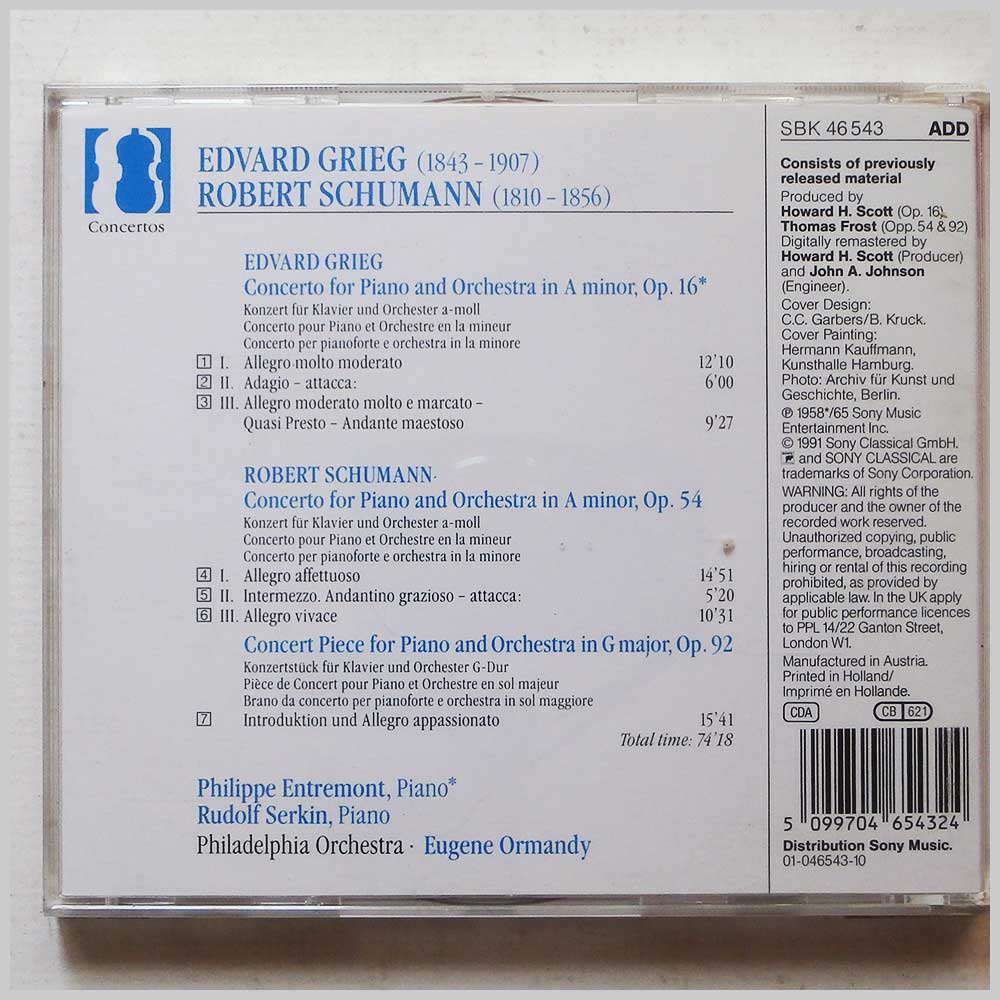 Concertos
EDVARD GRIEG (1843 – 1907)
ROBERT SCHUMANN (1810 – 1856)
EDVARD GRIEG
Concerto for Piano and Orchestra in A minor, Op. 16*
Konzert für Klavier und Orchester a-moll
Concerto pour Piano et Orchestre en la mineur
Concerto per pianoforte e orchestra in la minore
1 I. Allegro molto moderato 12'10
2 II. Adagio – attacca: 6'00
3 III. Allegro moderato molto e marcato –
Quasi Presto – Andante maestoso 9'27
ROBERT SCHUMANN
Concerto for Piano and Orchestra in A minor, Op. 54
Konzert für Klavier und Orchester a-moll
Concerto pour Piano et Orchestre en la mineur
Concerto per pianoforte e orchestra in la minore
4 I. Allegro affettuoso 14'51
5 II. Intermezzo. Andantino grazioso – attacca: 5'20
6 III. Allegro vivace 10'31
Concert Piece for Piano and Orchestra in G major, Op. 92
Konzertstück für Klavier und Orchester G-Dur
Pièce de Concert pour Piano et Orchestre en sol majeur
Brano da concerto per pianoforte e orchestra in sol maggiore
7 Introduktion und Allegro appassionato 15'41
Total time: 74'18
Philippe Entremont, Piano*
Rudolf Serkin, Piano
Philadelphia Orchestra · Eugene Ormandy
SBK 46543 ADD
Consists of previously
released material
Produced by
Howard H. Scott (Op. 16),
Thomas Frost (Opp. 54 & 92)
Digitally remastered by
Howard H. Scott (Producer)
and John A. Johnson
(Engineer).
Cover Design:
C.C. Garbers/B. Kruck.
Cover Painting:
Hermann Kauffmann,
Kunsthalle Hamburg.
Photo: Archiv für Kunst und
Geschichte, Berlin.
℗ 1958*/65 Sony Music
Entertainment Inc.
© 1991 Sony Classical GmbH.
and SONY CLASSICAL are
trademarks of Sony Corporation.
WARNING: All rights of the
producer and the owner of the
recorded work reserved.
Unauthorized copying, public
performance, broadcasting,
hiring or rental of this recording
prohibited, as provided by
applicable law. In the UK apply
for public performance licences
to PPL 14/22 Ganton Street,
London W1.
Manufactured in Austria.
Printed in Holland/
Imprimé en Hollande.
CDA CB 621
5 099704 654324
Distribution Sony Music.
01-046543-10